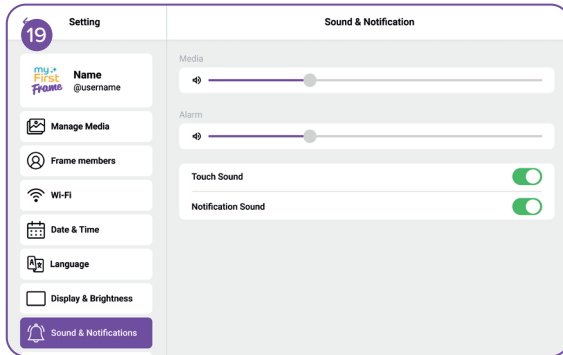 19
Setting
Sound & Notification
my
First
Frame
Name
@username
Manage Media
Frame members
Wi-Fi
Date & Time
Language
Display & Brightness
Sound & Notifications
Media
Alarm
Touch Sound
Notification Sound